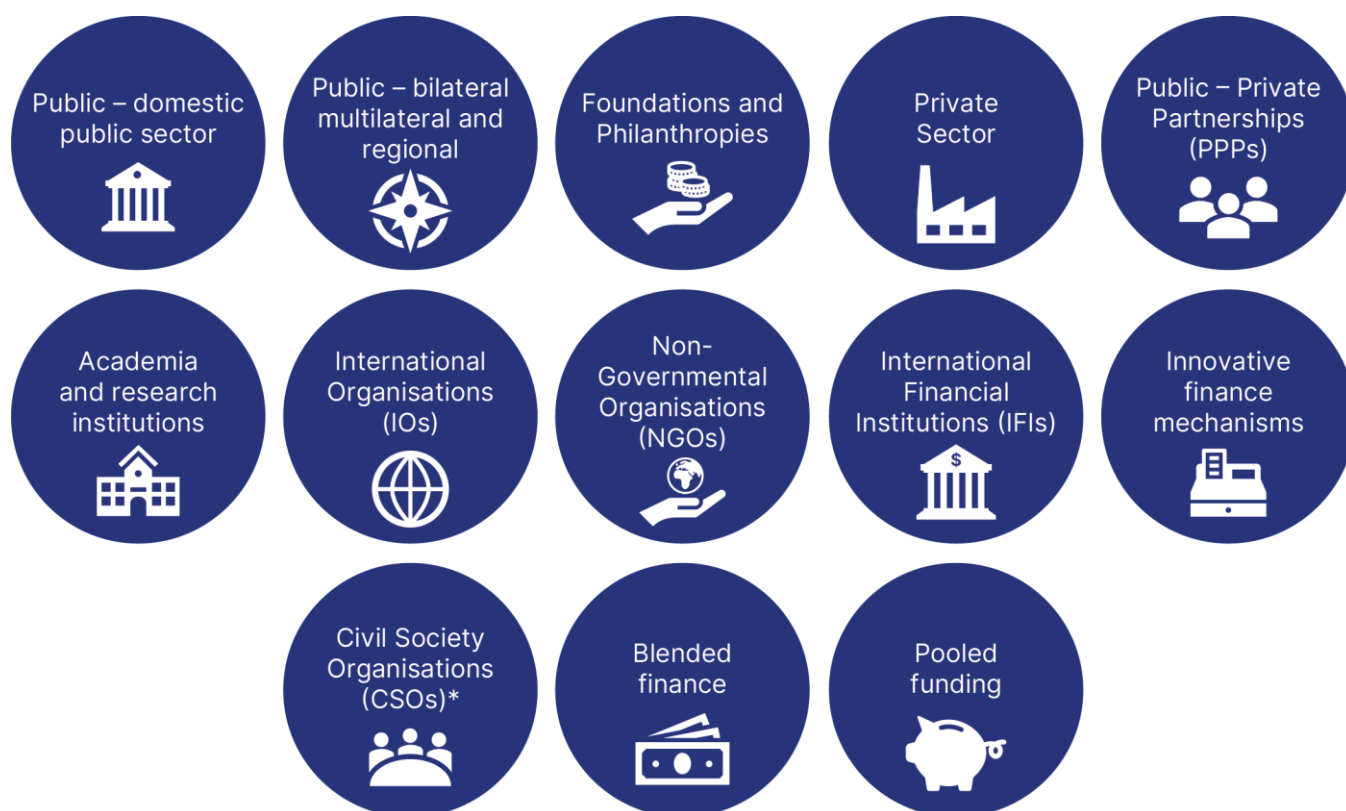 Public – domestic
public sector
Public – bilateral
multilateral and
regional
Foundations and
Philanthropies
Private
Sector
Public – Private
Partnerships
(PPPs)
Academia
and research
institutions
International
Organisations
(IOs)
Non-
Governmental
Organisations
(NGOs)
International
Financial
Institutions (IFIs)
$
Innovative
finance
mechanisms
Civil Society
Organisations
(CSOs)*
Blended
finance
Pooled
funding